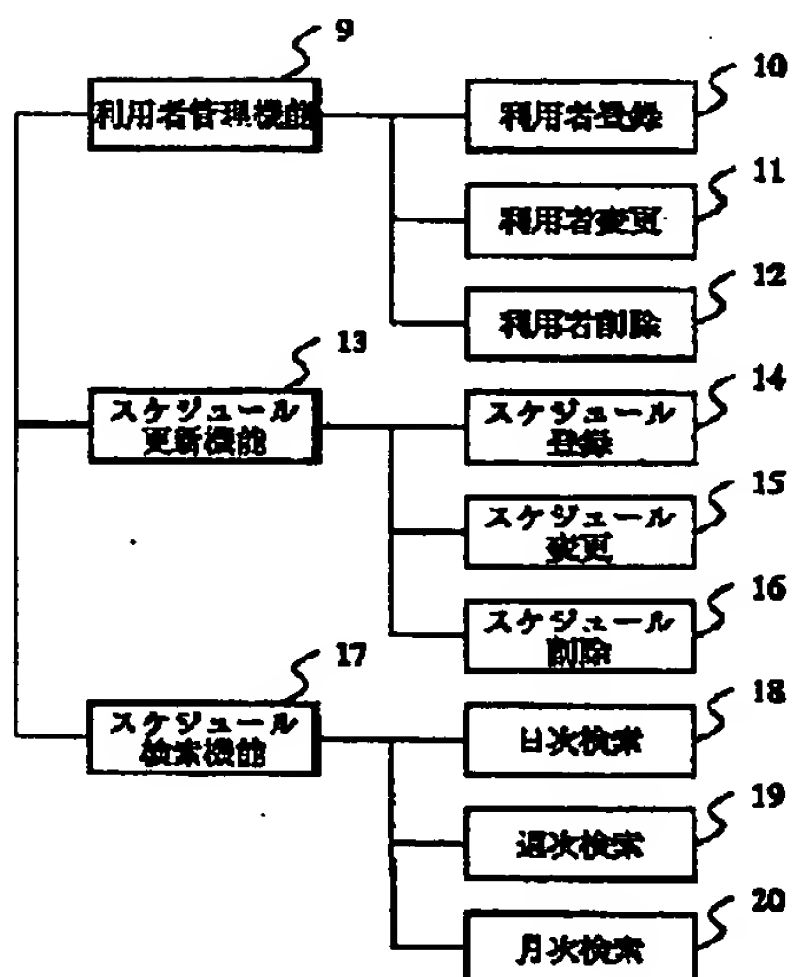 9
利用者管理機能
10
利用者登録
11
利用者変更
12
利用者削除
13
スケジュール
更新機能
14
スケジュール
登録
15
スケジュール
変更
16
スケジュール
削除
17
スケジュール
検索機能
18
日次検索
19
週次検索
20
月次検索